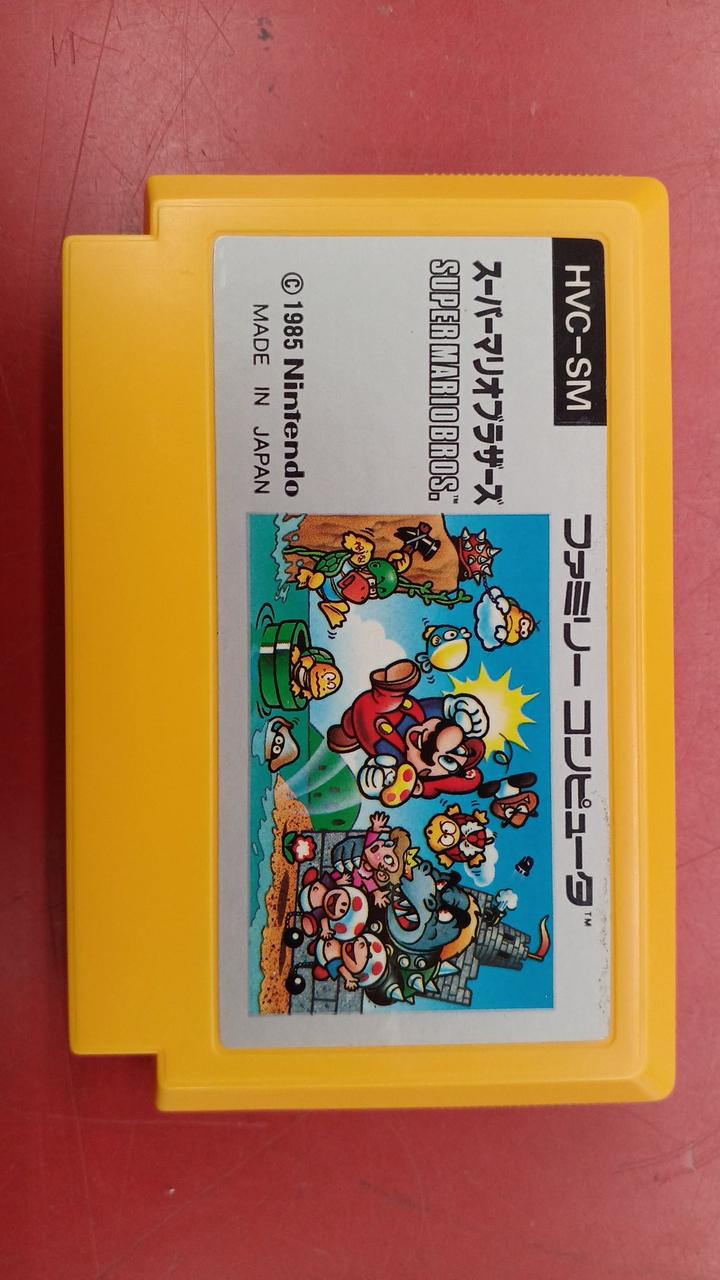 HVC-SM
ファミリー コンピュータ™
スーパーマリオブラザーズ
SUPER MARIO BROS.™
© 1985 Nintendo
MADE IN JAPAN